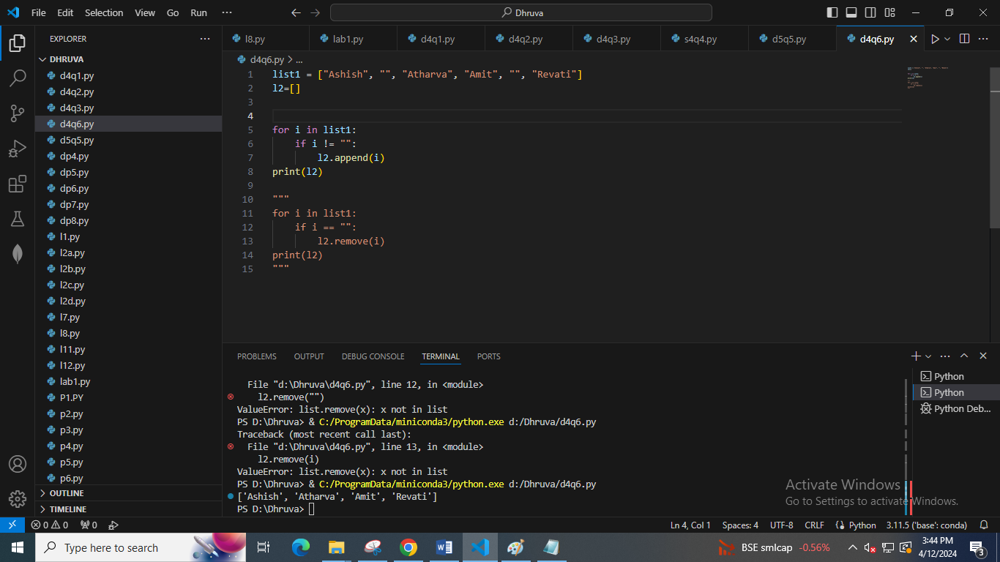 File Edit Selection View Go Run ··· Dhruva
EXPLORER ···
l8.py lab1.py d4q1.py d4q2.py d4q3.py s4q4.py d5q5.py d4q6.py
DHRUVA
d4q1.py
d4q2.py
d4q3.py
d4q6.py
d5q5.py
dp4.py
dp5.py
dp6.py
dp7.py
dp8.py
l1.py
l2a.py
l2b.py
l2c.py
l2d.py
l7.py
l8.py
l11.py
l12.py
lab1.py
P1.PY
p2.py
p3.py
p4.py
p5.py
p6.py
OUTLINE
TIMELINE
d4q6.py > ...
1 list1 = ["Ashish", "", "Atharva", "Amit", "", "Revati"]
2 l2=[]
3
4
5 for i in list1:
6 if i != "":
7 l2.append(i)
8 print(l2)
9
10 """
11 for i in list1:
12 if i == "":
13 l2.remove(i)
14 print(l2)
15 """
PROBLEMS OUTPUT DEBUG CONSOLE TERMINAL PORTS
File "d:\Dhruva\d4q6.py", line 12, in <module>
l2.remove("")
ValueError: list.remove(x): x not in list
PS D:\Dhruva> & C:/ProgramData/miniconda3/python.exe d:/Dhruva/d4q6.py
Traceback (most recent call last):
File "d:\Dhruva\d4q6.py", line 13, in <module>
l2.remove(i)
ValueError: list.remove(x): x not in list
PS D:\Dhruva> & C:/ProgramData/miniconda3/python.exe d:/Dhruva/d4q6.py
['Ashish', 'Atharva', 'Amit', 'Revati']
PS D:\Dhruva>
Python
Python
Python Deb...
Activate Windows
Go to Settings to activate Windows.
0 0 0 Ln 4, Col 1 Spaces: 4 UTF-8 CRLF Python 3.11.5 ('base': conda)
Type here to search BSE smlcap -0.56% 3:44 PM
4/12/2024 3